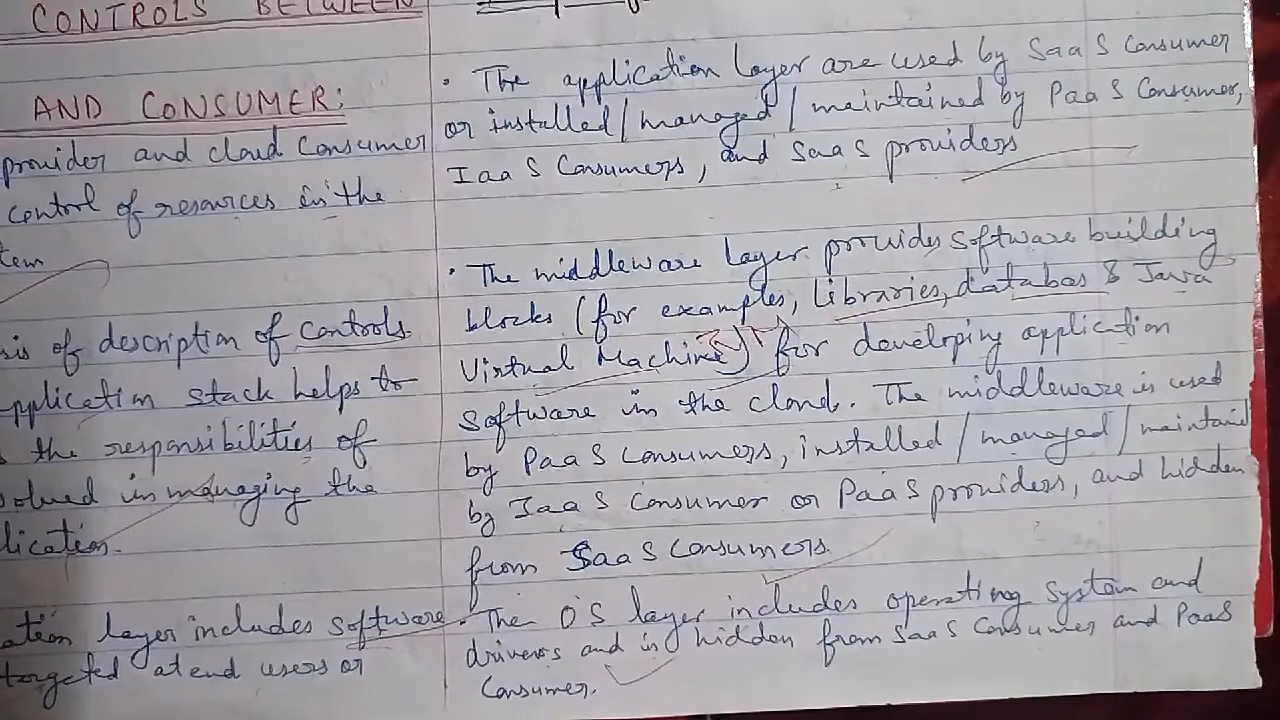 CONTROLS BETWEEN
AND CONSUMER:
provider and cloud Consumer
control of resources in the
tem
sis of description of Controls
pplication stack helps to
the responsibilities of
olved in managing the
lication.
ation layer includes software
targeted at end users or
• The application layer are used by SaaS Consumer
or installed/managed/maintained by PaaS Consumer,
IaaS Consumers, and SaaS providers
• The middleware layer provides software building
blocks (for examples, libraries, databas & Java
Virtual Machine) for developing application
software in the cloud. The middleware is used
by PaaS Consumers, installed/managed/maintained
by IaaS Consumer or PaaS providers, and hidden
from SaaS Consumers.
• The OS layer includes operating system and
drivers and is hidden from SaaS Consumer and PaaS
Consumer.